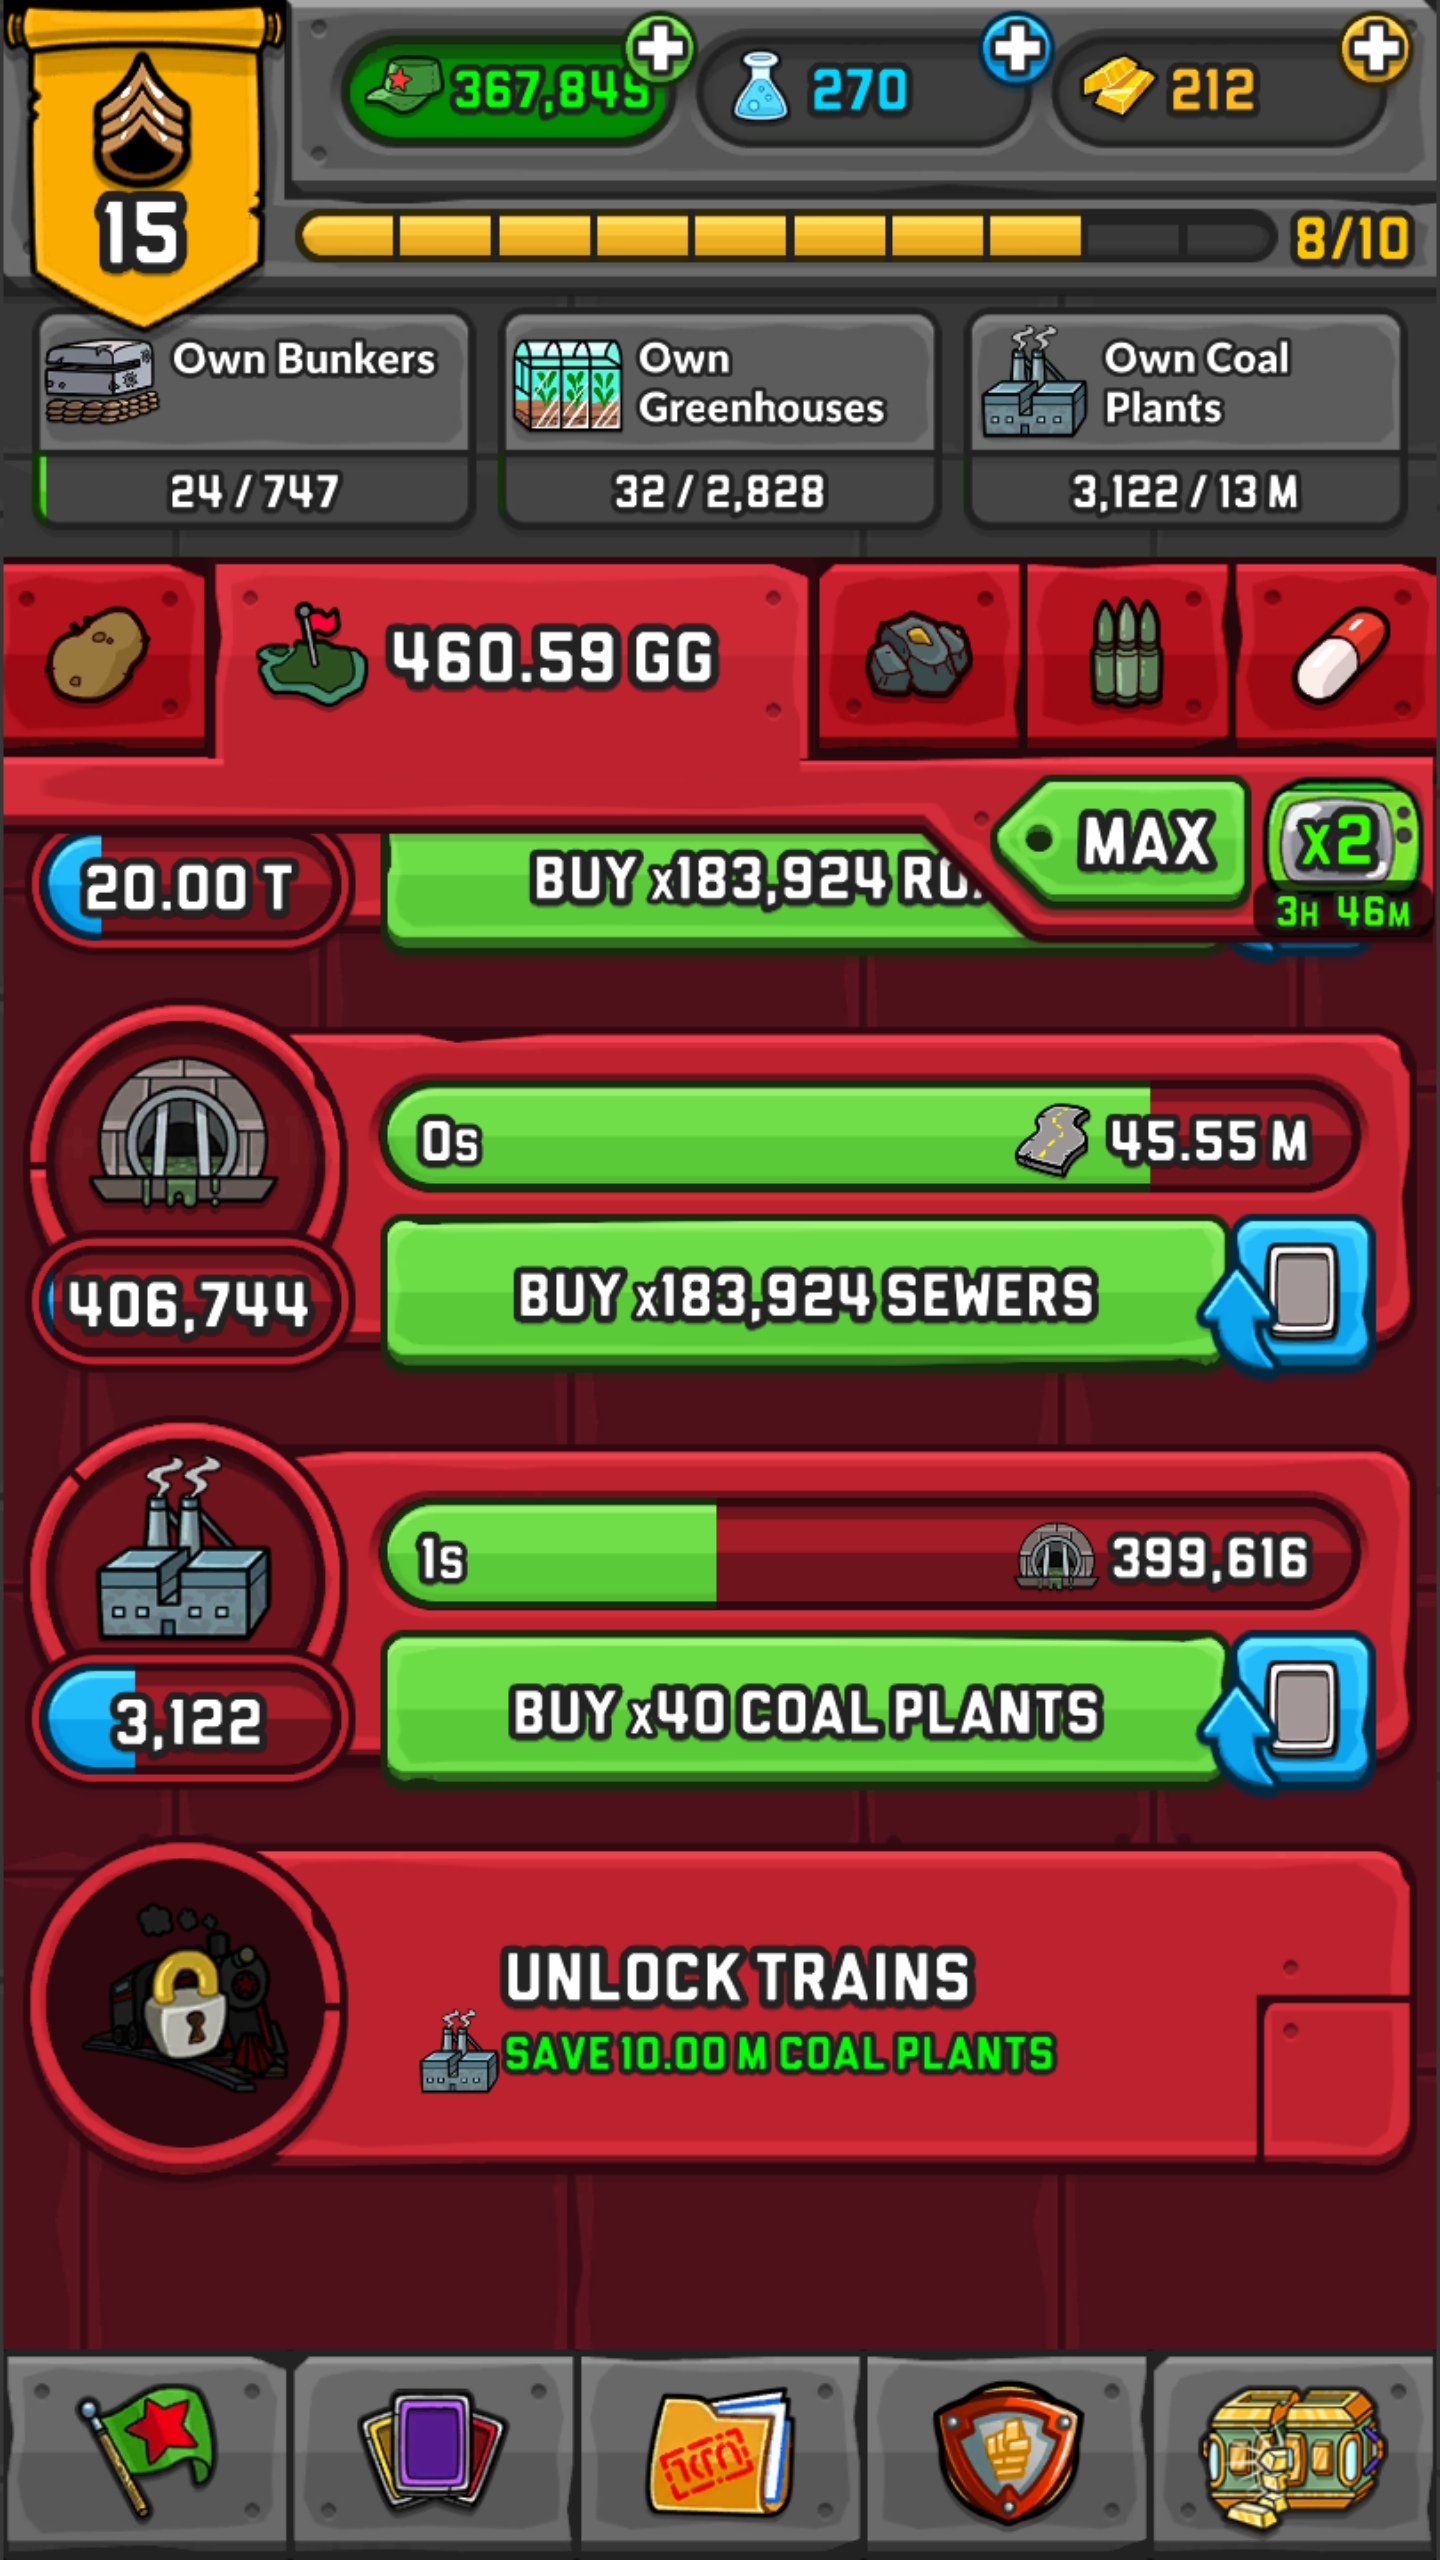 367,849
270
212
15
8/10
Own Bunkers
24 / 747
Own
Greenhouses
32 / 2,828
Own Coal
Plants
3,122 / 13 M
460.59 GG
MAX
x2
3H 46M
20.00 T
BUY x183,924
0s
45.55 M
406,744
BUY x183,924 SEWERS
1s
399,616
3,122
BUY x40 COAL PLANTS
UNLOCK TRAINS
SAVE 10.00 M COAL PLANTS